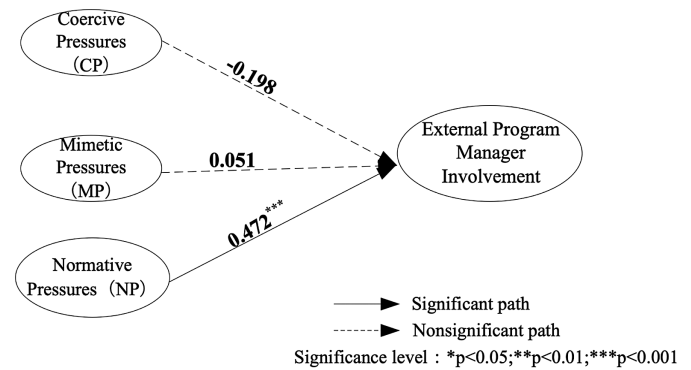 Coercive
Pressures
（CP）
-0.198
Mimetic
Pressures
（MP）
0.051
External Program
Manager
Involvement
0.472***
Normative
Pressures（NP）
Significant path
Nonsignificant path
Significance level：*p<0.05;**p<0.01;***p<0.001